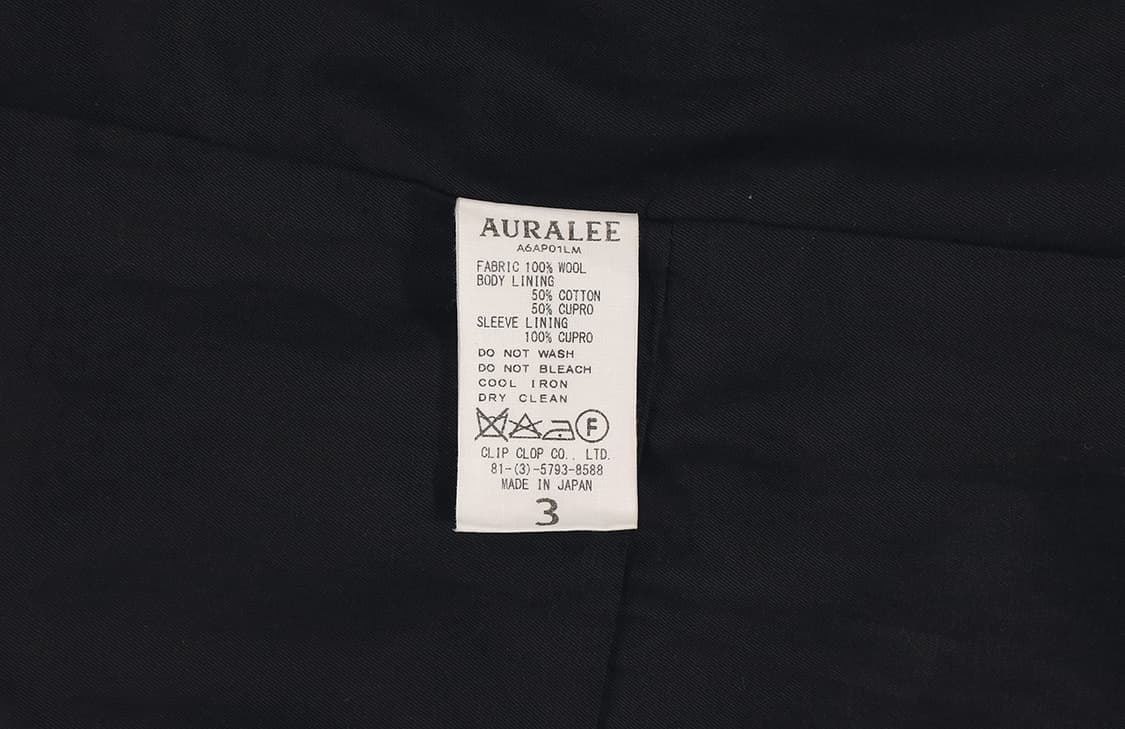 AURALEE
A6AP01LM
FABRIC 100% WOOL
BODY LINING
50% COTTON
50% CUPRO
SLEEVE LINING
100% CUPRO
DO NOT WASH
DO NOT BLEACH
COOL IRON
DRY CLEAN
F
CLIP CLOP CO., LTD.
81-(3)-5793-8588
MADE IN JAPAN
3